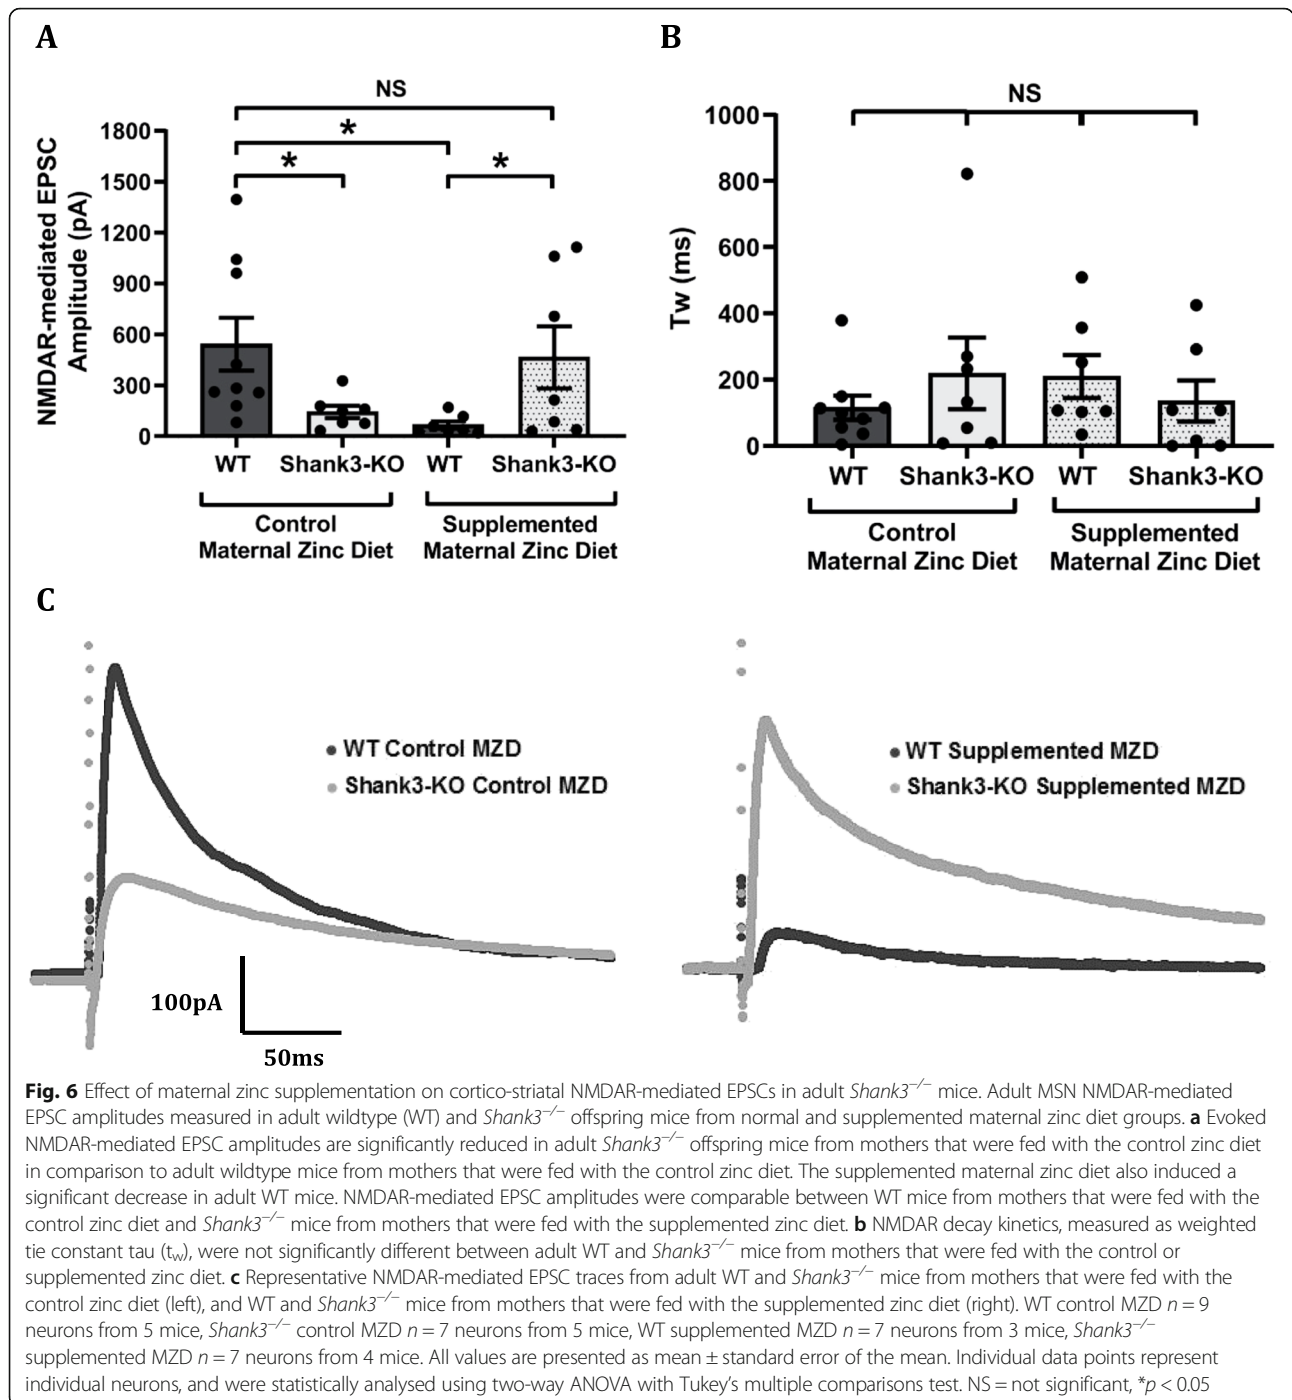 A
NS
*
*
*
NMDAR-mediated EPSC
Amplitude (pA)
1800
1500
1200
900
600
300
0
WT Shank3-KO WT Shank3-KO
Control Supplemented
Maternal Zinc Diet Maternal Zinc Diet
B
NS
Tw (ms)
1000
800
600
400
200
0
WT Shank3-KO WT Shank3-KO
Control Supplemented
Maternal Zinc Diet Maternal Zinc Diet
C
WT Control MZD
Shank3-KO Control MZD
100pA
50ms
WT Supplemented MZD
Shank3-KO Supplemented MZD
Fig. 6 Effect of maternal zinc supplementation on cortico-striatal NMDAR-mediated EPSCs in adult Shank3−/− mice. Adult MSN NMDAR-mediated
EPSC amplitudes measured in adult wildtype (WT) and Shank3−/− offspring mice from normal and supplemented maternal zinc diet groups. a Evoked
NMDAR-mediated EPSC amplitudes are significantly reduced in adult Shank3−/− offspring mice from mothers that were fed with the control zinc diet
in comparison to adult wildtype mice from mothers that were fed with the control zinc diet. The supplemented maternal zinc diet also induced a
significant decrease in adult WT mice. NMDAR-mediated EPSC amplitudes were comparable between WT mice from mothers that were fed with the
control zinc diet and Shank3−/− mice from mothers that were fed with the supplemented zinc diet. b NMDAR decay kinetics, measured as weighted
tie constant tau (tw), were not significantly different between adult WT and Shank3−/− mice from mothers that were fed with the control or
supplemented zinc diet. c Representative NMDAR-mediated EPSC traces from adult WT and Shank3−/− mice from mothers that were fed with the
control zinc diet (left), and WT and Shank3−/− mice from mothers that were fed with the supplemented zinc diet (right). WT control MZD n = 9
neurons from 5 mice, Shank3−/− control MZD n = 7 neurons from 5 mice, WT supplemented MZD n = 7 neurons from 3 mice, Shank3−/−
supplemented MZD n = 7 neurons from 4 mice. All values are presented as mean ± standard error of the mean. Individual data points represent
individual neurons, and were statistically analysed using two-way ANOVA with Tukey's multiple comparisons test. NS = not significant, *p < 0.05